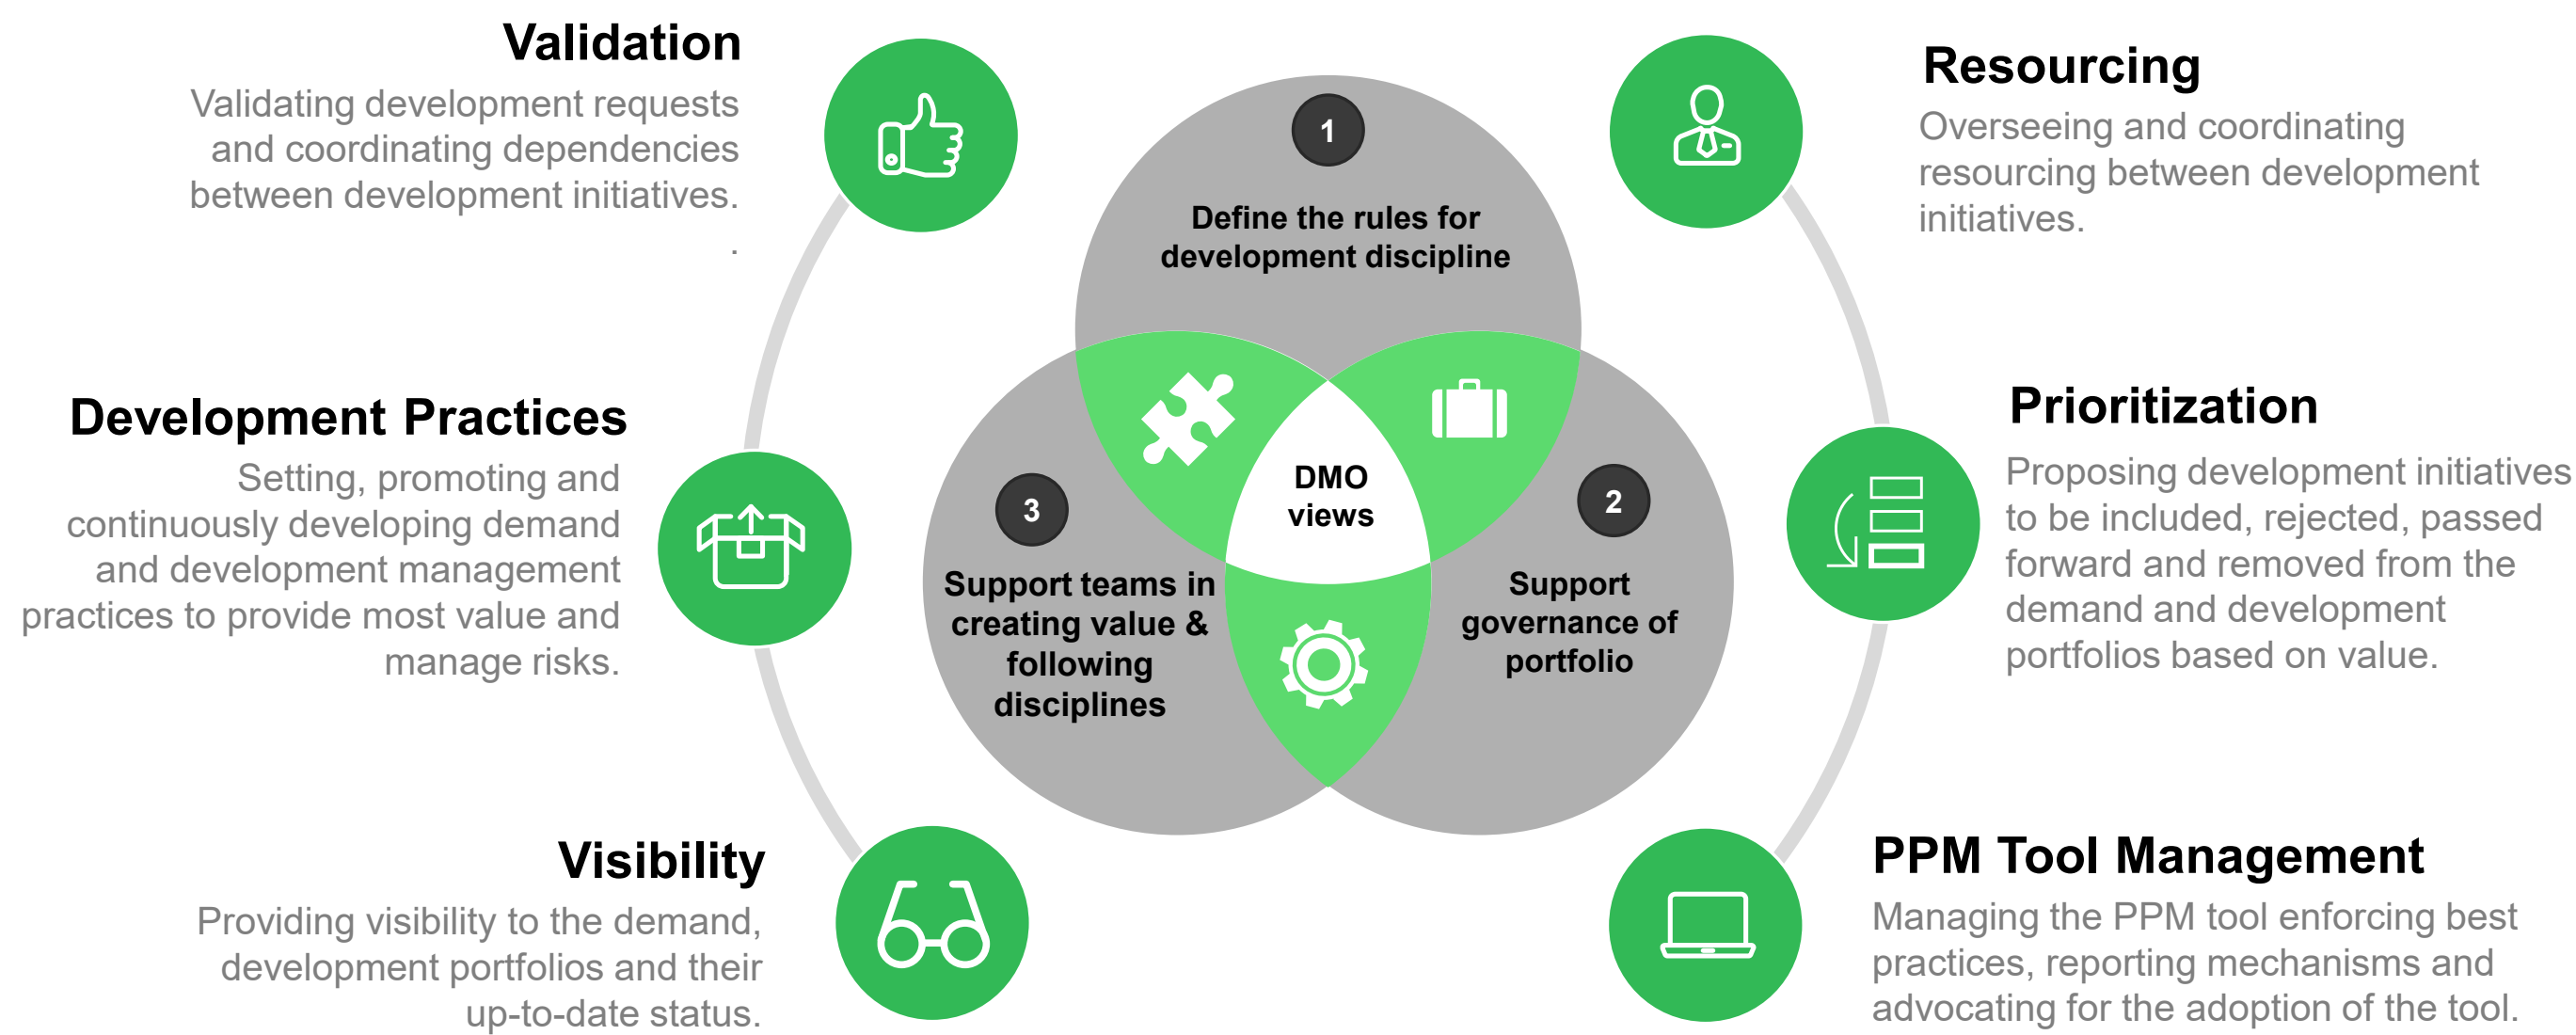 Validation
Validating development requests
and coordinating dependencies
between development initiatives.
.
Development Practices
Setting, promoting and
continuously developing demand
and development management
practices to provide most value and
manage risks.
Visibility
Providing visibility to the demand,
development portfolios and their
up-to-date status.
1
Define the rules for
development discipline
DMO
views
3
Support teams in
creating value &
following
disciplines
2
Support
governance of
portfolio
Resourcing
Overseeing and coordinating
resourcing between development
initiatives.
Prioritization
Proposing development initiatives
to be included, rejected, passed
forward and removed from the
demand and development
portfolios based on value.
PPM Tool Management
Managing the PPM tool enforcing best
practices, reporting mechanisms and
advocating for the adoption of the tool.